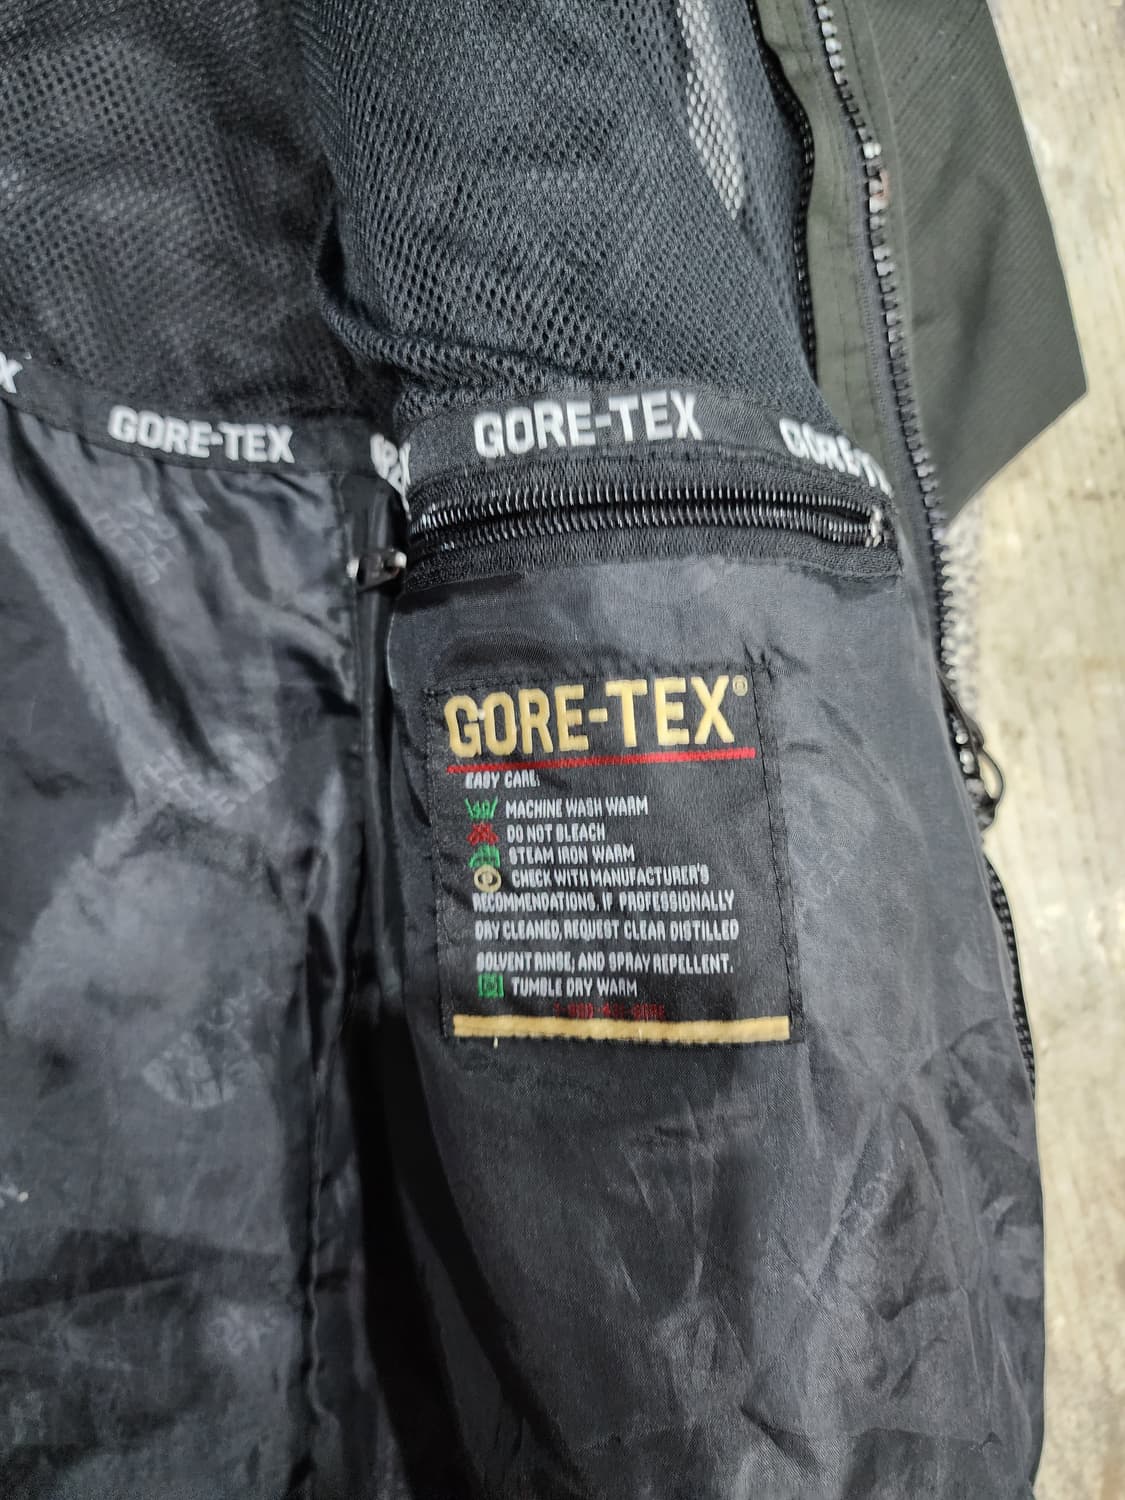 GORE-TEX
GORE-TEX
GORE-TEX®
EASY CARE:
40 MACHINE WASH WARM
DO NOT BLEACH
STEAM IRON WARM
CHECK WITH MANUFACTURER'S
RECOMMENDATIONS. IF PROFESSIONALLY
DRY CLEANED, REQUEST CLEAR DISTILLED
SOLVENT RINSE, AND SPRAY REPELLENT.
TUMBLE DRY WARM